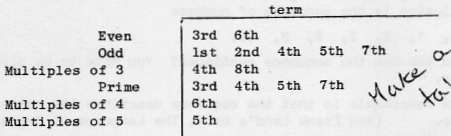 term
Even 3rd 6th
Odd 1st 2nd 4th 5th 7th
Multiples of 3 4th 8th
Prime 3rd 4th 5th 7th
Multiples of 4 6th
Multiples of 5 5th
Make a